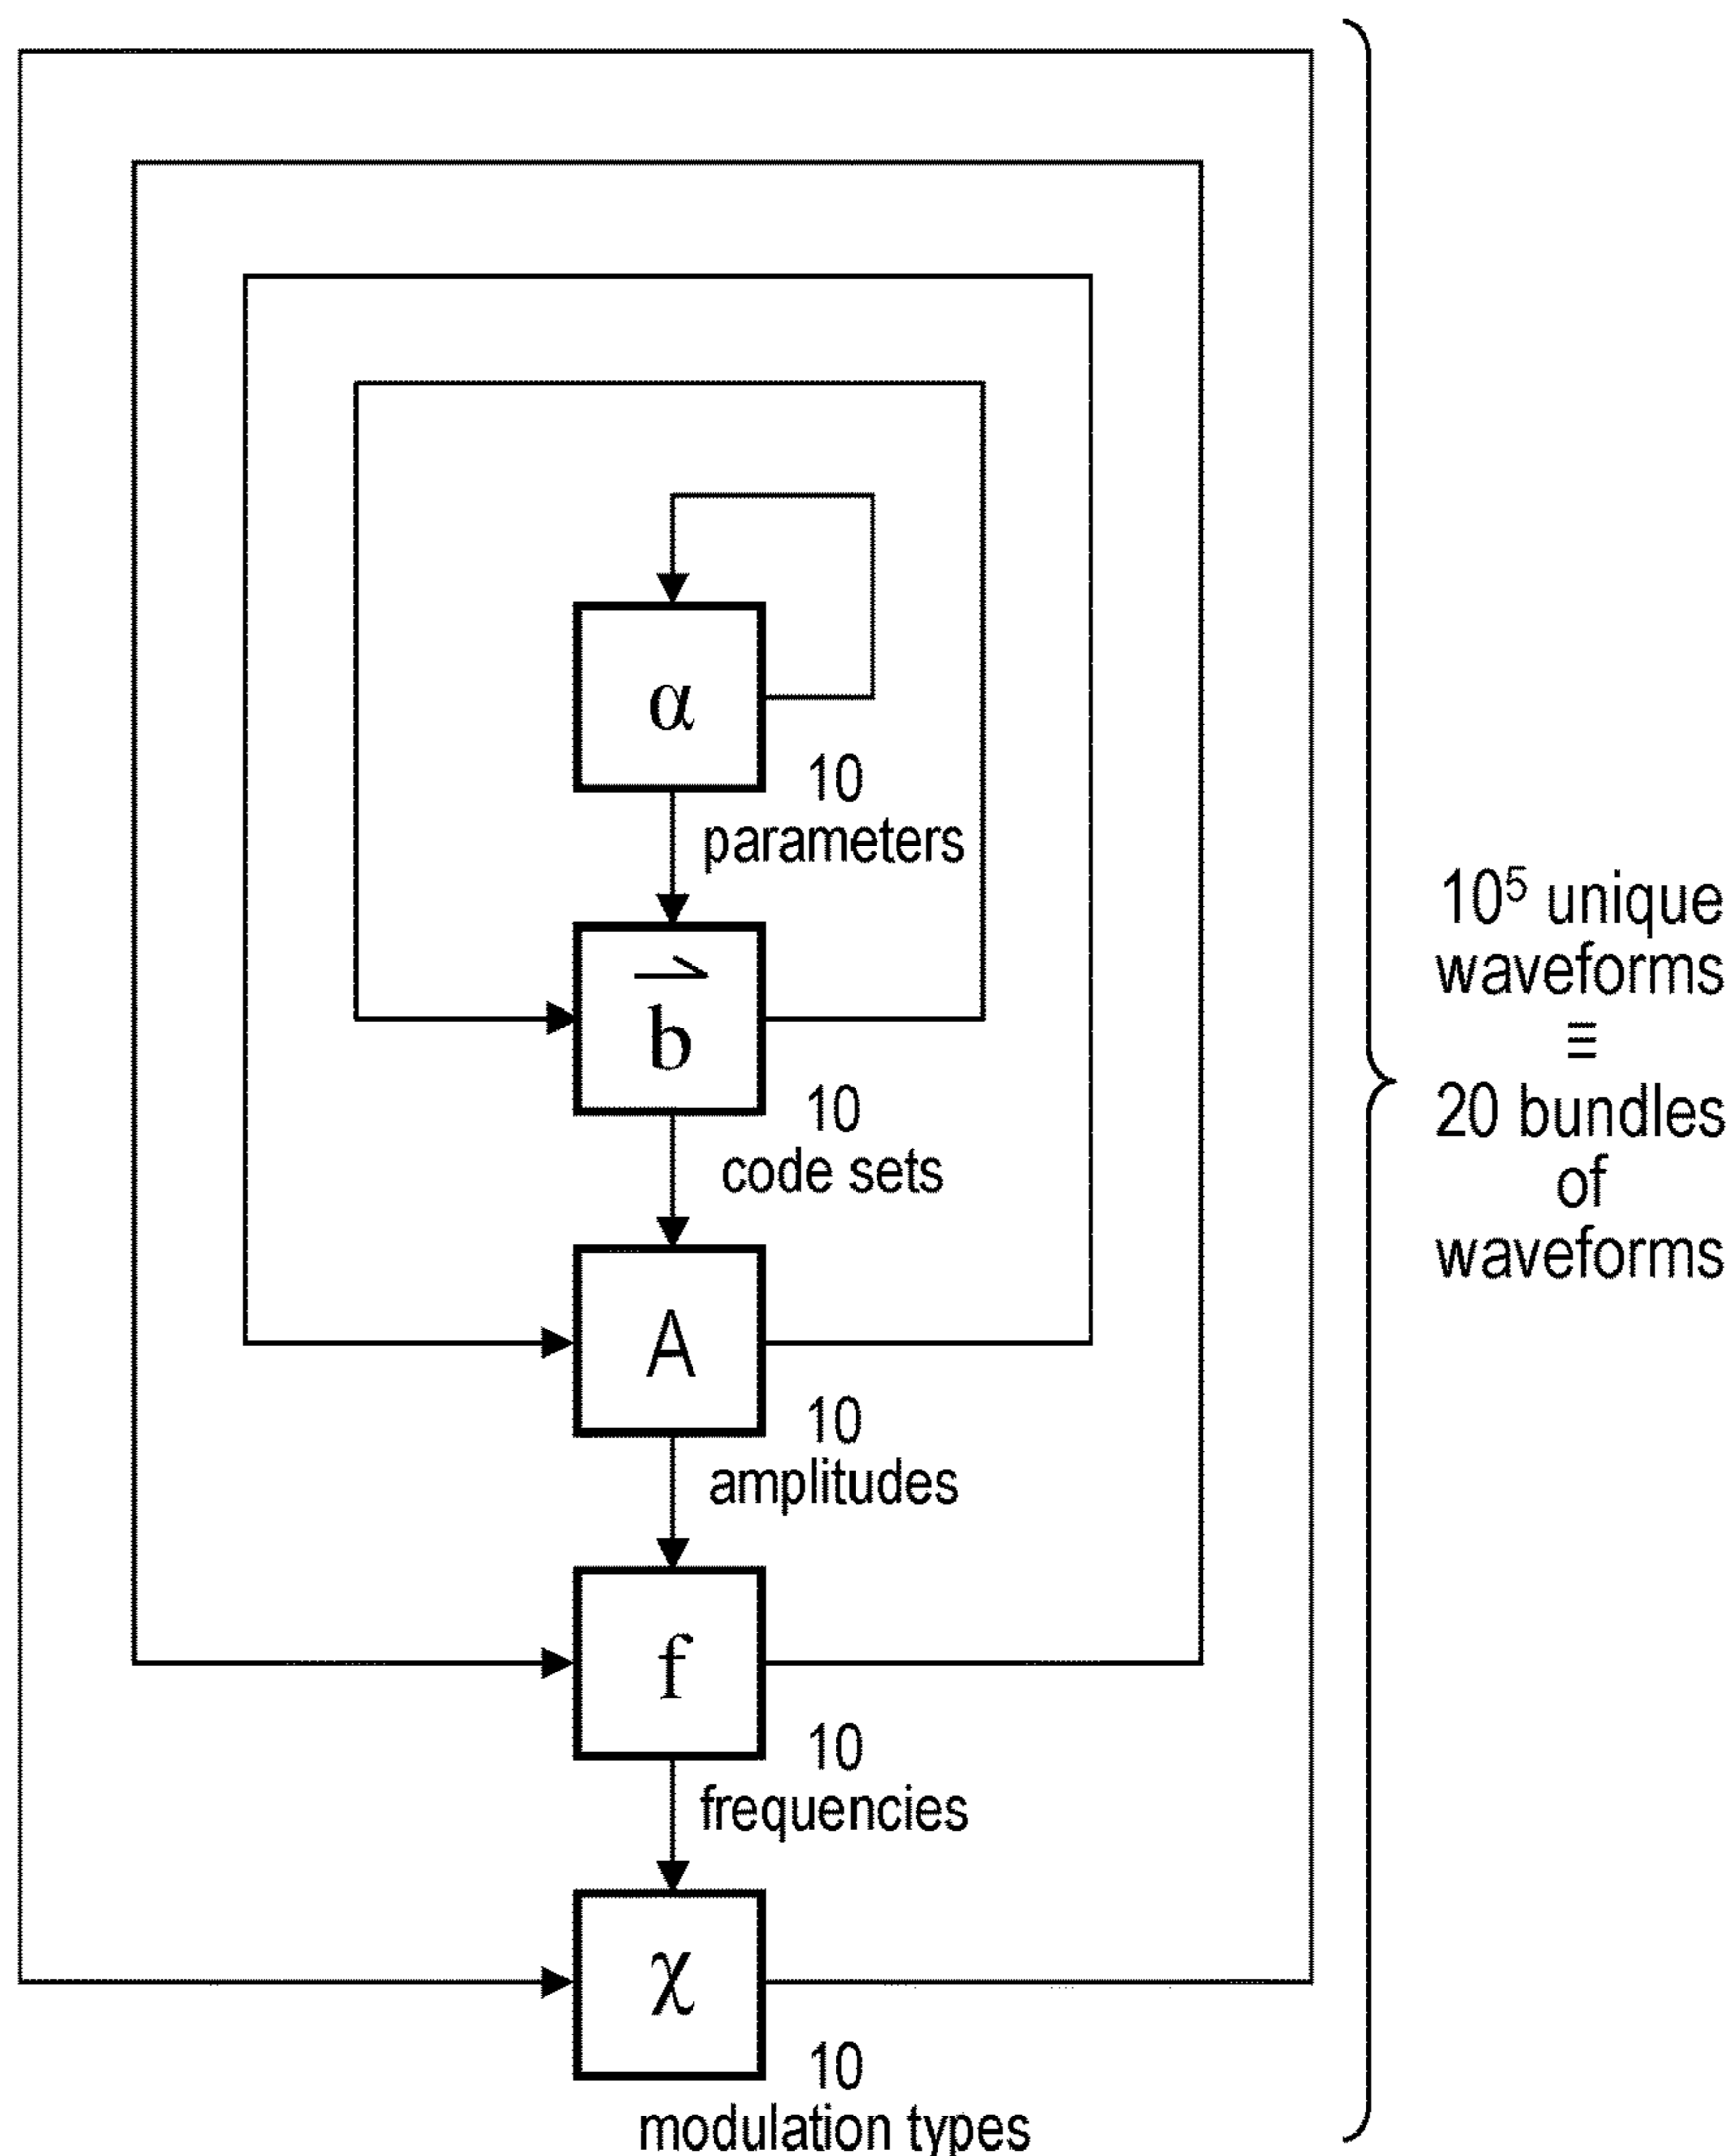 α
10
parameters
b⃗
10
code sets
A
10
amplitudes
f
10
frequencies
χ
10
modulation types
10⁵ unique
waveforms
≡
20 bundles
of
waveforms